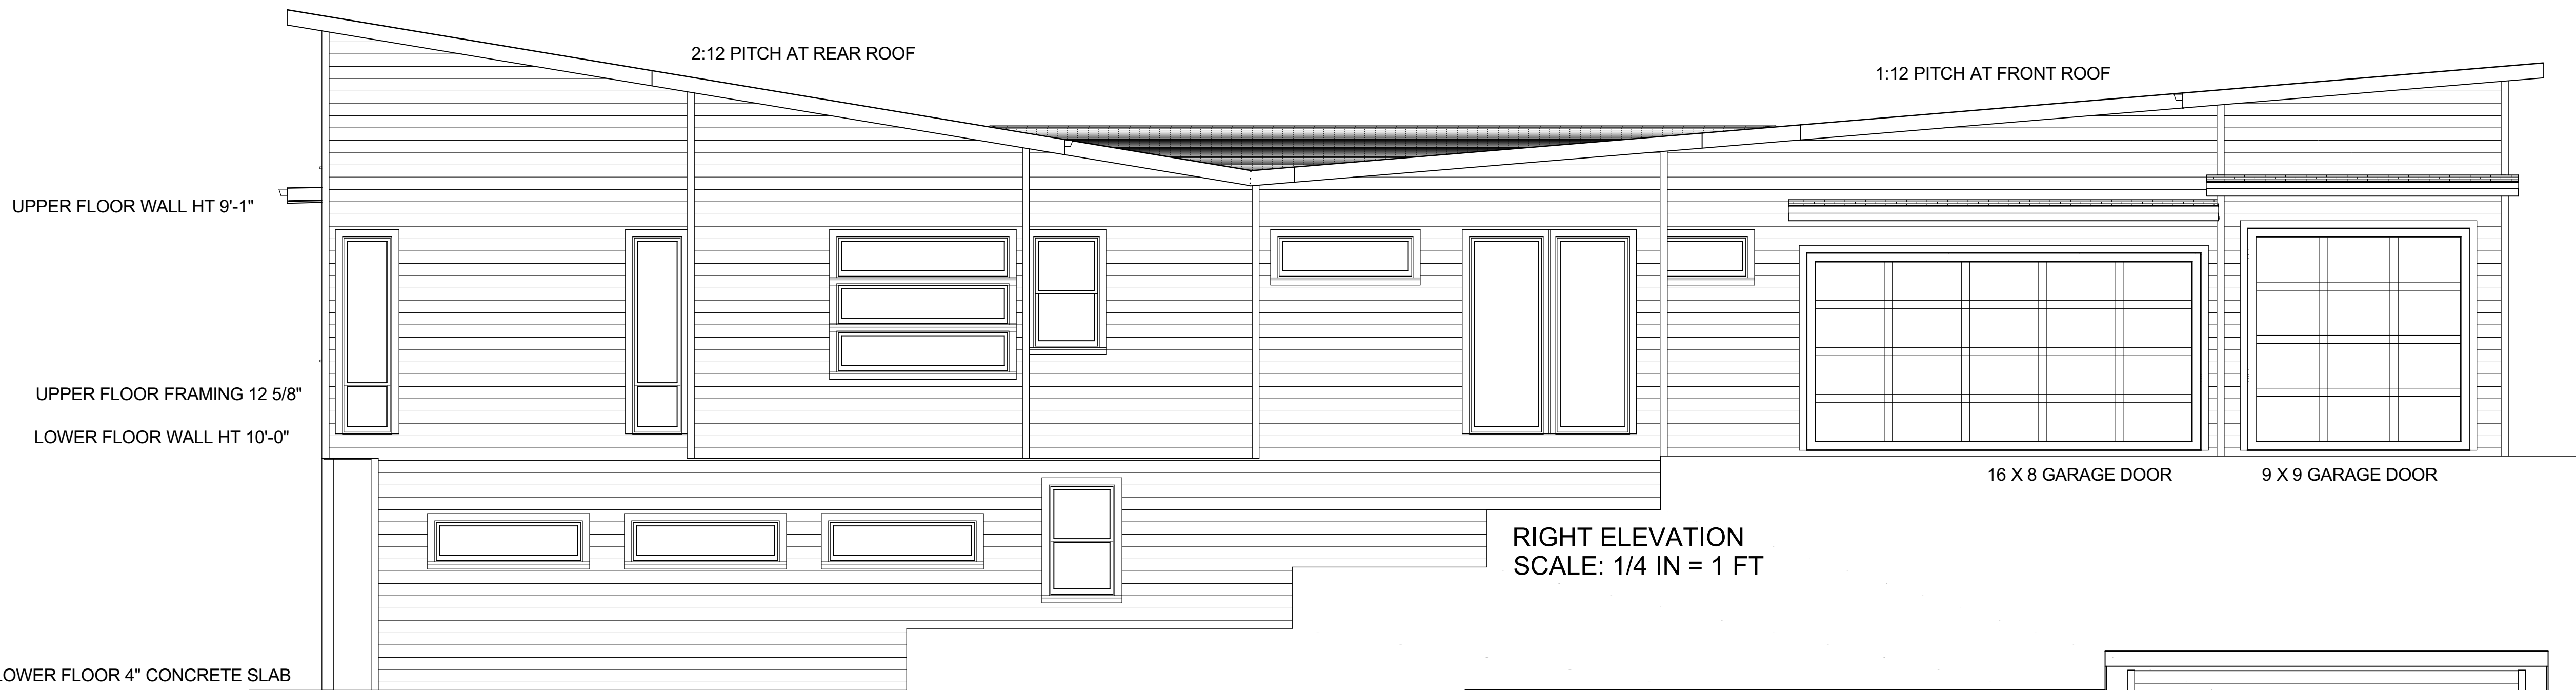 2:12 PITCH AT REAR ROOF
1:12 PITCH AT FRONT ROOF
UPPER FLOOR WALL HT 9'-1"
UPPER FLOOR FRAMING 12 5/8"
LOWER FLOOR WALL HT 10'-0"
16 X 8 GARAGE DOOR
9 X 9 GARAGE DOOR
RIGHT ELEVATION
SCALE: 1/4 IN = 1 FT
LOWER FLOOR 4" CONCRETE SLAB